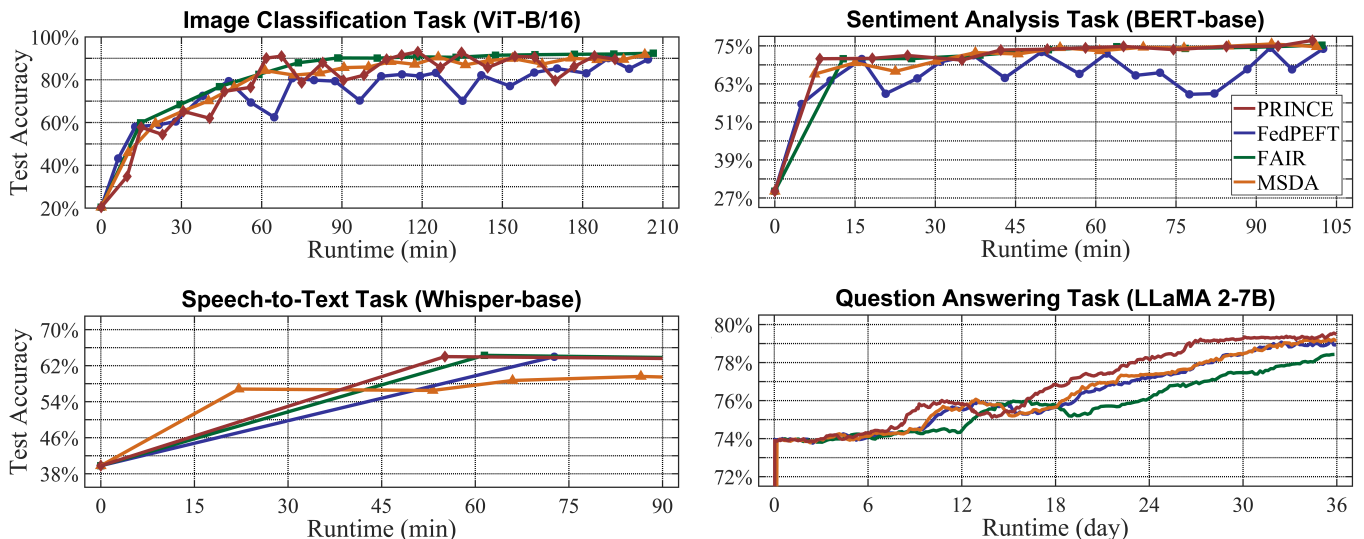 Image Classification Task (ViT-B/16)
100%
80%
60%
40%
20%
Test Accuracy
0 30 60 90 120 150 180 210
Runtime (min)
Sentiment Analysis Task (BERT-base)
75%
63%
51%
39%
27%
Test Accuracy
PRINCE
FedPEFT
FAIR
MSDA
0 15 30 45 60 75 90 105
Runtime (min)
Speech-to-Text Task (Whisper-base)
70%
62%
54%
46%
38%
Test Accuracy
0 15 30 45 60 75 90
Runtime (min)
Question Answering Task (LLaMA 2-7B)
80%
78%
76%
74%
72%
Test Accuracy
0 6 12 18 24 30 36
Runtime (day)